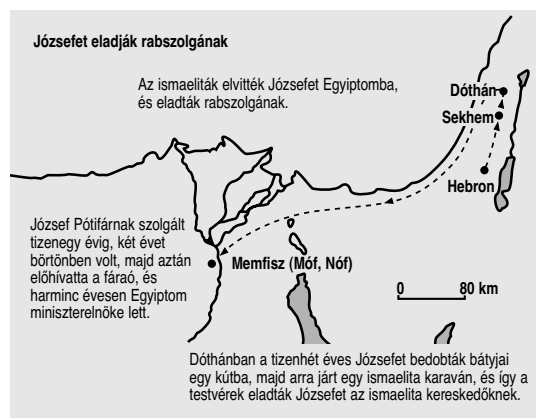 Józsefet eladják rabszolgának
Az ismaeliták elvitték Józsefet Egyiptomba,
és eladták rabszolgának.
Dóthán
Sekhem
Hebron
József Pótifárnak szolgált
tizenegy évig, két évet
börtönben volt, majd aztán
előhívatta a fáraó, és
harminc évesen Egyiptom
miniszterelnöke lett.
Memfisz (Móf, Nóf)
0 80 km
Dóthánban a tizenhét éves Józsefet bedobták bátyjai
egy kútba, majd arra járt egy ismaelita karaván, és így a
testvérek eladták Józsefet az ismaelita kereskedőknek.